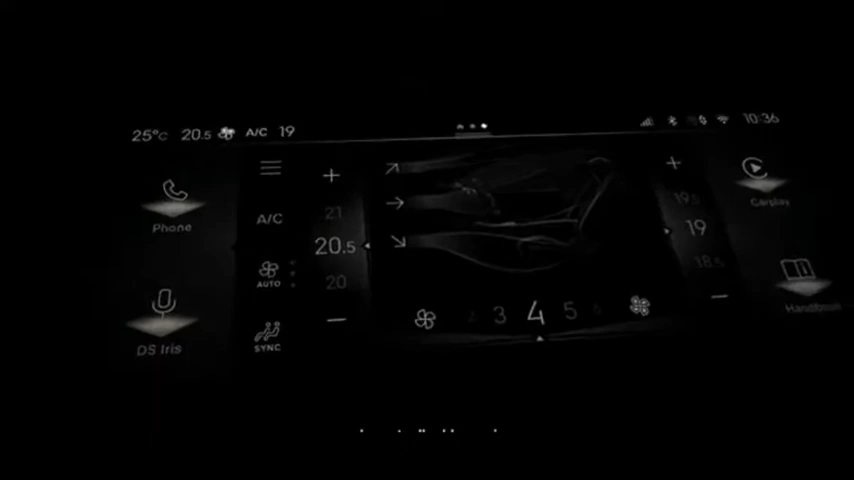 25°C 20.5 A/C 19 10:36
Phone
DS Iris
A/C
AUTO
SYNC
+
21
20.5
20
−
3 4 5
+
19.5
19
18.5
−
Carplay
Handbook